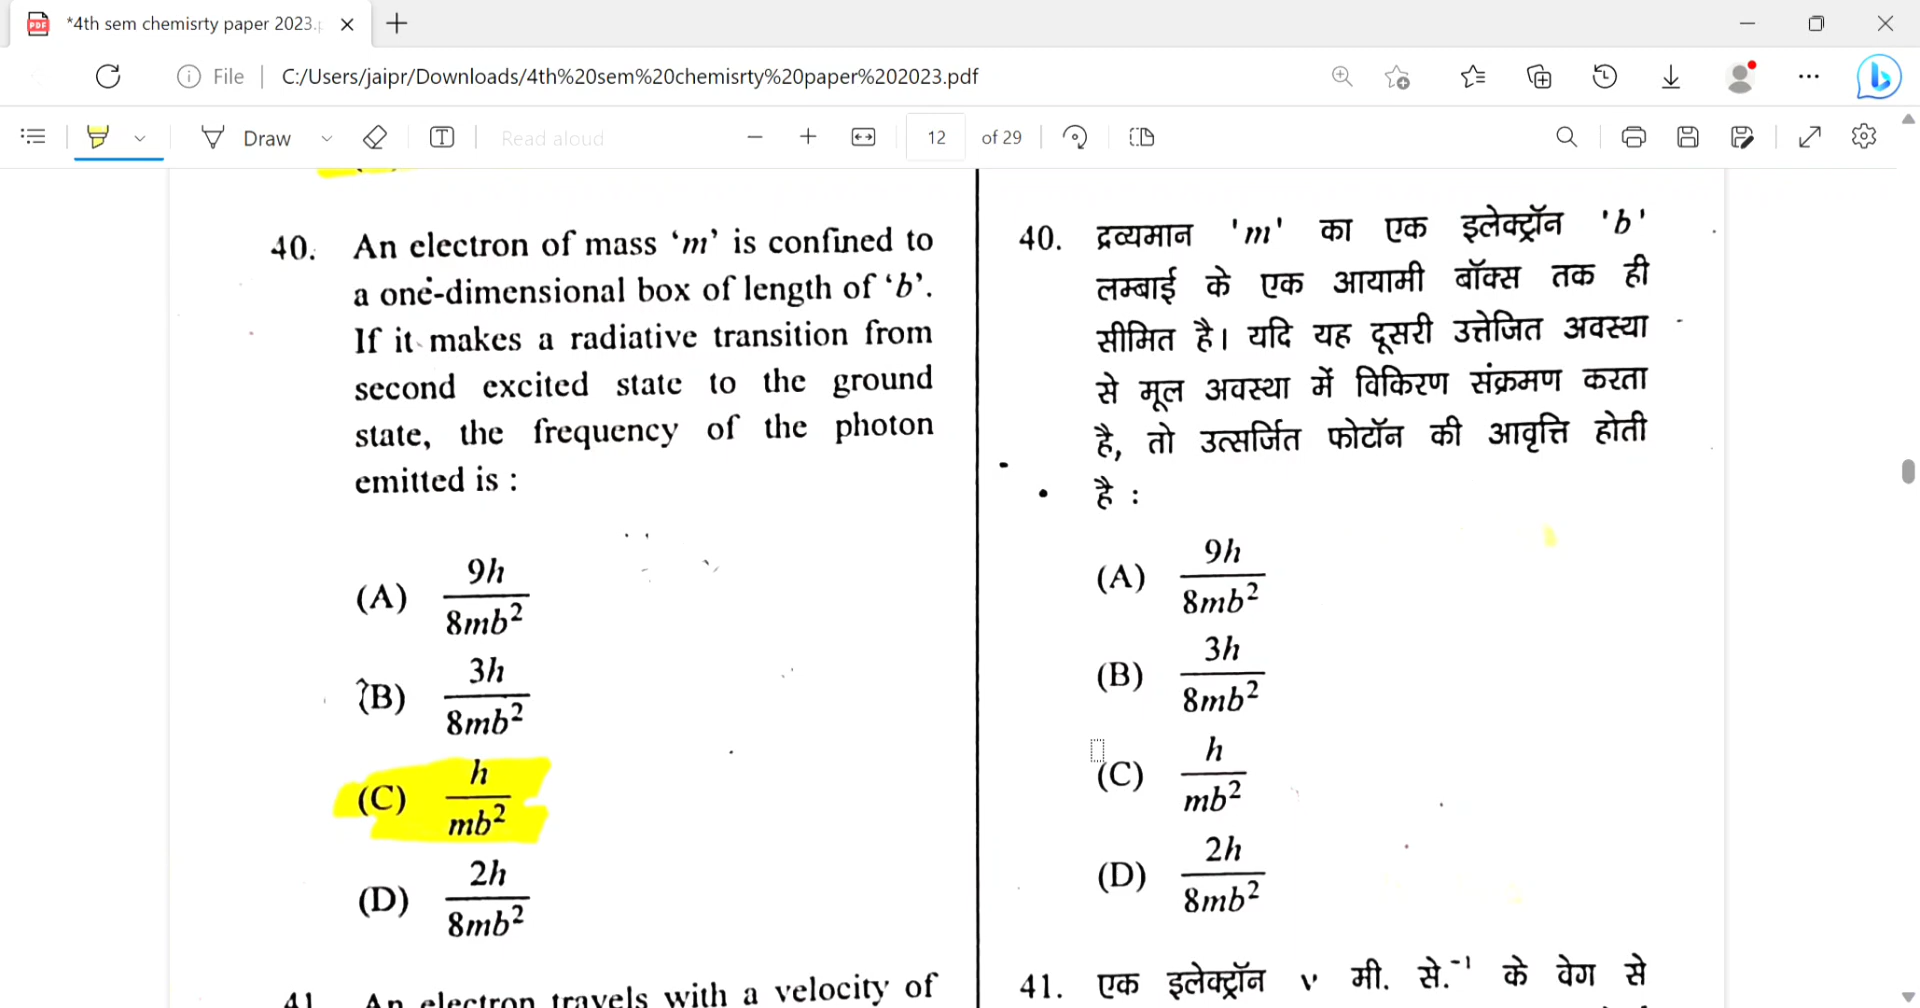 *4th sem chemisrty paper 2023.p
File
C:/Users/jaipr/Downloads/4th%20sem%20chemisrty%20paper%202023.pdf
Draw
Read aloud
12 of 29
40. An electron of mass ‘m’ is confined to
a one-dimensional box of length of ‘b’.
If it makes a radiative transition from
second excited state to the ground
state, the frequency of the photon
emitted is :
(A) 9h
8mb²
(B) 3h
8mb²
(C) h
mb²
(D) 2h
8mb²
41. An electron travels with a velocity of
40. द्रव्यमान 'm' का एक इलेक्ट्रॉन 'b'
लम्बाई के एक आयामी बॉक्स तक ही
सीमित है। यदि यह दूसरी उत्तेजित अवस्था
से मूल अवस्था में विकिरण संक्रमण करता
है, तो उत्सर्जित फोटॉन की आवृत्ति होती
है :
(A) 9h
8mb²
(B) 3h
8mb²
(C) h
mb²
(D) 2h
8mb²
41. एक इलेक्ट्रॉन v मी. से.⁻¹ के वेग से